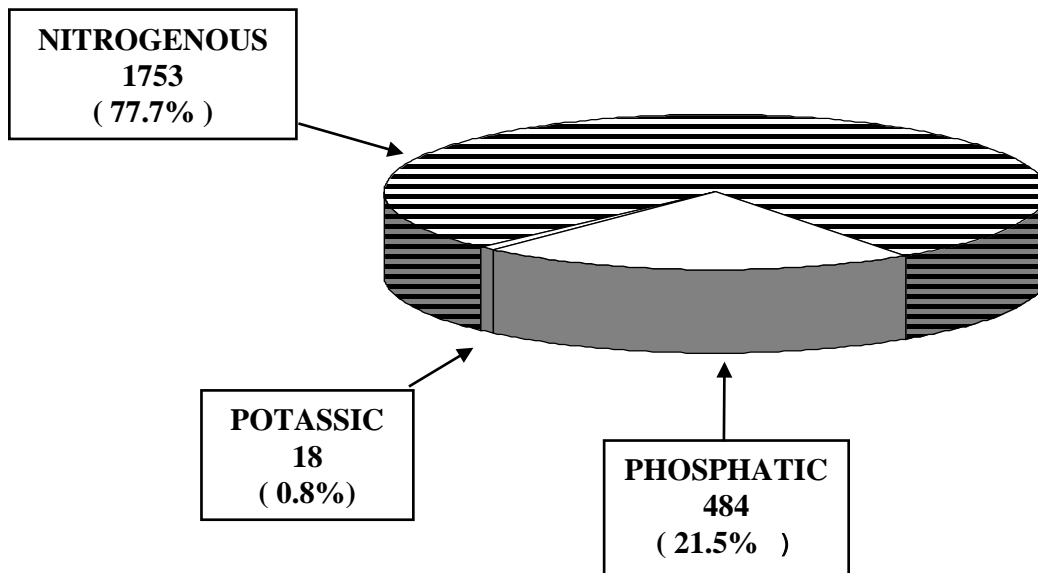 NITROGENOUS
1753
( 77.7% )
POTASSIC
18
( 0.8%)
PHOSPHATIC
484
( 21.5% )